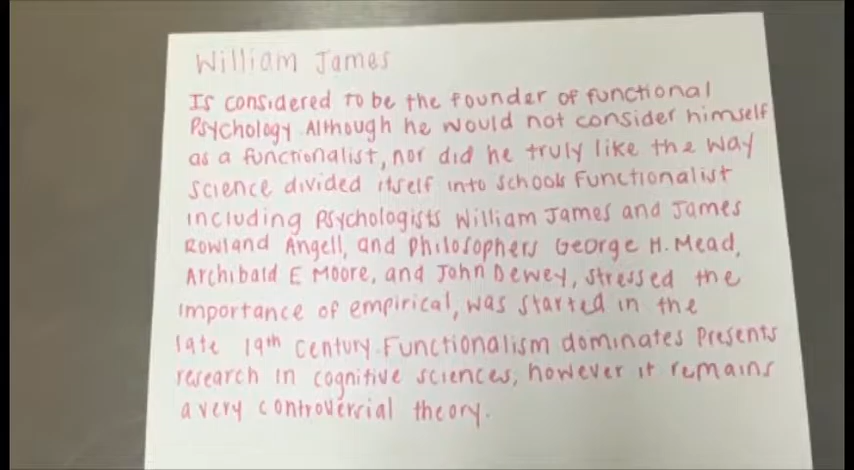 William James
Is considered to be the founder of functional
Psychology. Although he would not consider himself
as a functionalist, nor did he truly like the way
science divided itself into schools Functionalist
including psychologists William James and James
Rowland Angell, and Philosophers George H. Mead,
Archibald E Moore, and John Dewey, stressed the
importance of empirical, was started in the
late 19th century. Functionalism dominates Presents
research in cognitive sciences, however it remains
a very controvercial theory.